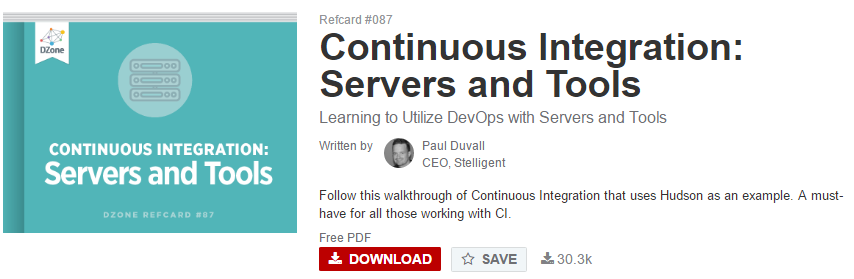 DZone
CONTINUOUS INTEGRATION:
Servers and Tools
DZONE REFCARD #87
Refcard #087
Continuous Integration:
Servers and Tools
Learning to Utilize DevOps with Servers and Tools
Written by
Paul Duvall
CEO, Stelligent
Follow this walkthrough of Continuous Integration that uses Hudson as an example. A must-
have for all those working with CI.
Free PDF
DOWNLOAD SAVE 30.3k